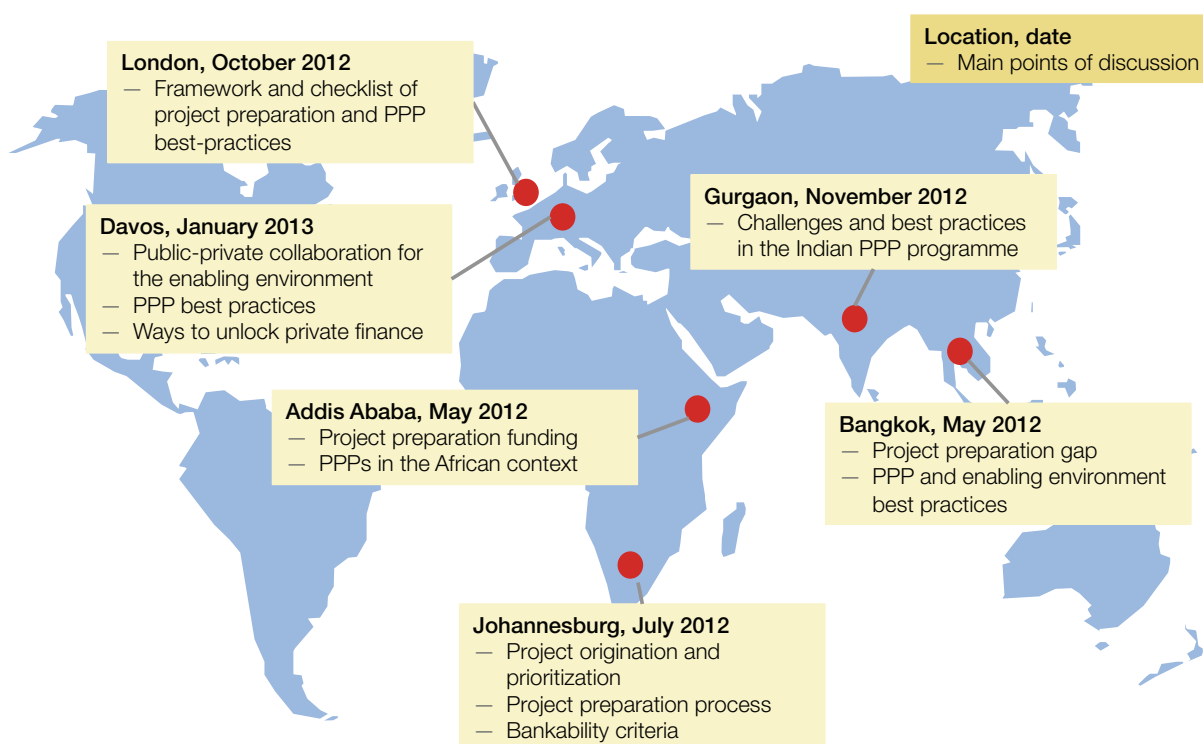 Location, date
— Main points of discussion
London, October 2012
— Framework and checklist of
project preparation and PPP
best-practices
Davos, January 2013
— Public-private collaboration for
the enabling environment
— PPP best practices
— Ways to unlock private finance
Gurgaon, November 2012
— Challenges and best practices
in the Indian PPP programme
Addis Ababa, May 2012
— Project preparation funding
— PPPs in the African context
Bangkok, May 2012
— Project preparation gap
— PPP and enabling environment
best practices
Johannesburg, July 2012
— Project origination and
prioritization
— Project preparation process
— Bankability criteria